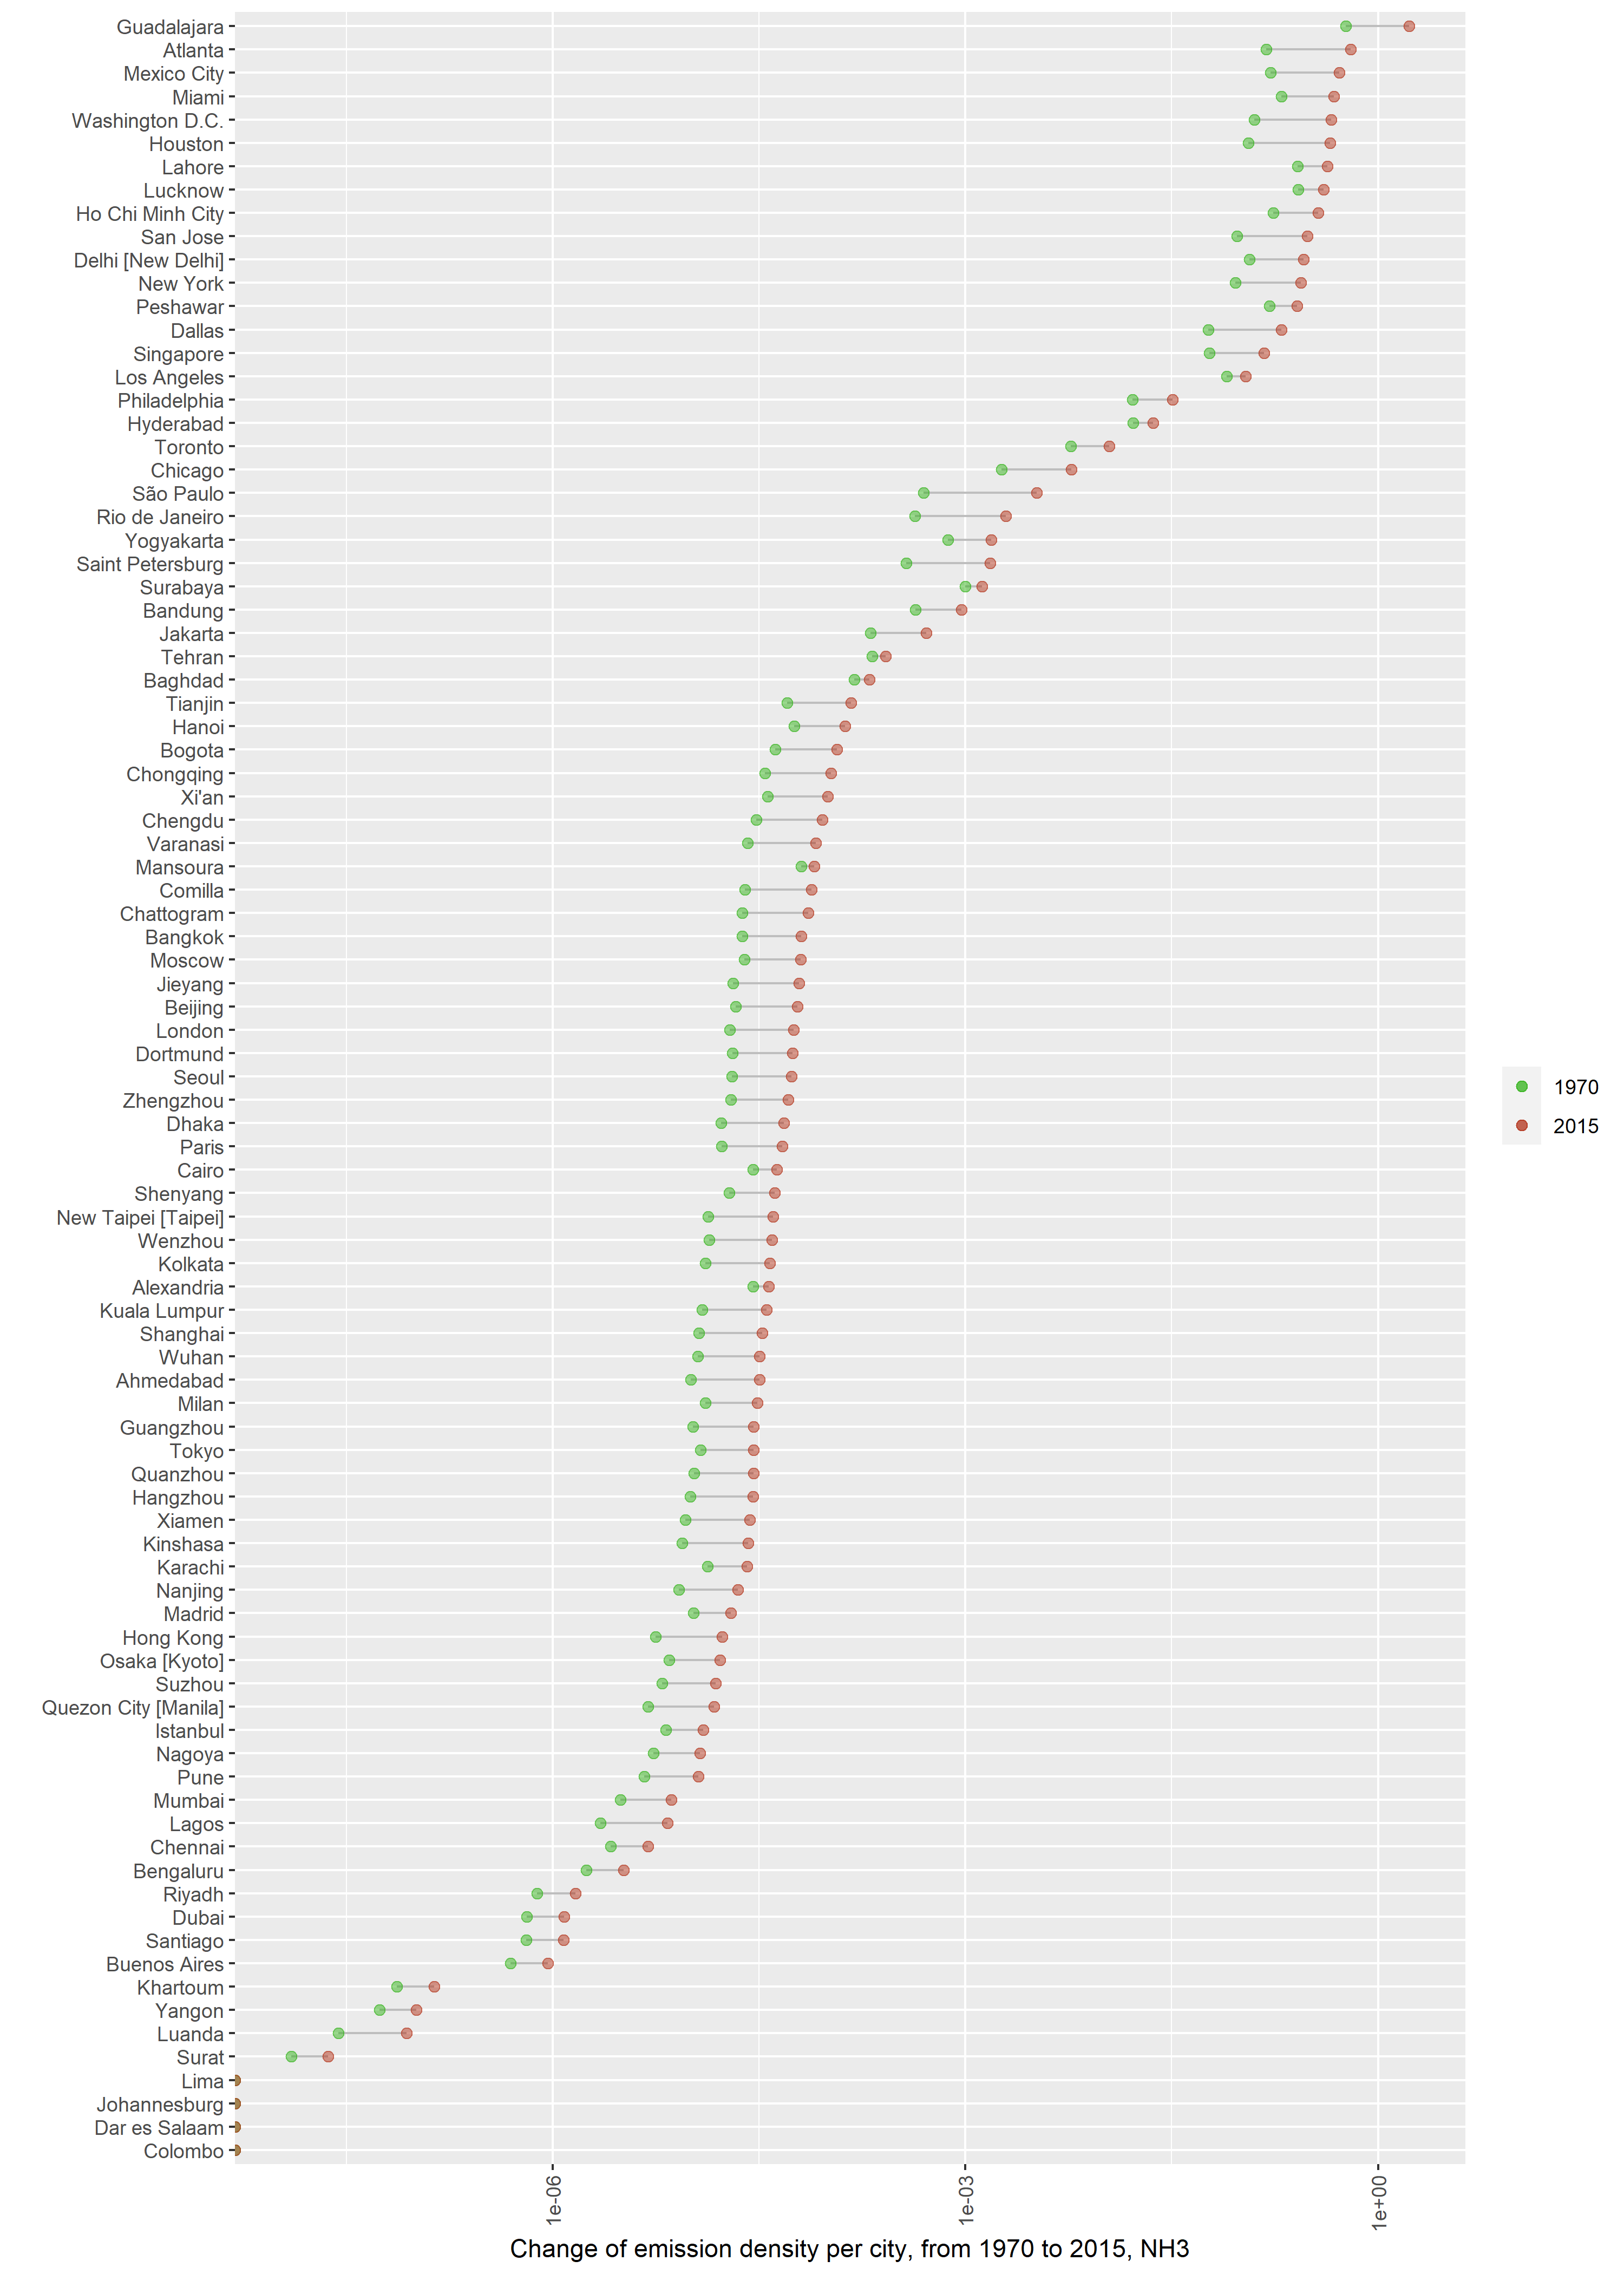 Guadalajara
Atlanta
Mexico City
Miami
Washington D.C.
Houston
Lahore
Lucknow
Ho Chi Minh City
San Jose
Delhi [New Delhi]
New York
Peshawar
Dallas
Singapore
Los Angeles
Philadelphia
Hyderabad
Toronto
Chicago
São Paulo
Rio de Janeiro
Yogyakarta
Saint Petersburg
Surabaya
Bandung
Jakarta
Tehran
Baghdad
Tianjin
Hanoi
Bogota
Chongqing
Xi'an
Chengdu
Varanasi
Mansoura
Comilla
Chattogram
Bangkok
Moscow
Jieyang
Beijing
London
Dortmund
Seoul
Zhengzhou
Dhaka
Paris
Cairo
Shenyang
New Taipei [Taipei]
Wenzhou
Kolkata
Alexandria
Kuala Lumpur
Shanghai
Wuhan
Ahmedabad
Milan
Guangzhou
Tokyo
Quanzhou
Hangzhou
Xiamen
Kinshasa
Karachi
Nanjing
Madrid
Hong Kong
Osaka [Kyoto]
Suzhou
Quezon City [Manila]
Istanbul
Nagoya
Pune
Mumbai
Lagos
Chennai
Bengaluru
Riyadh
Dubai
Santiago
Buenos Aires
Khartoum
Yangon
Luanda
Surat
Lima
Johannesburg
Dar es Salaam
Colombo
1e-06
1e-03
1e+00
Change of emission density per city, from 1970 to 2015, NH3
1970
2015